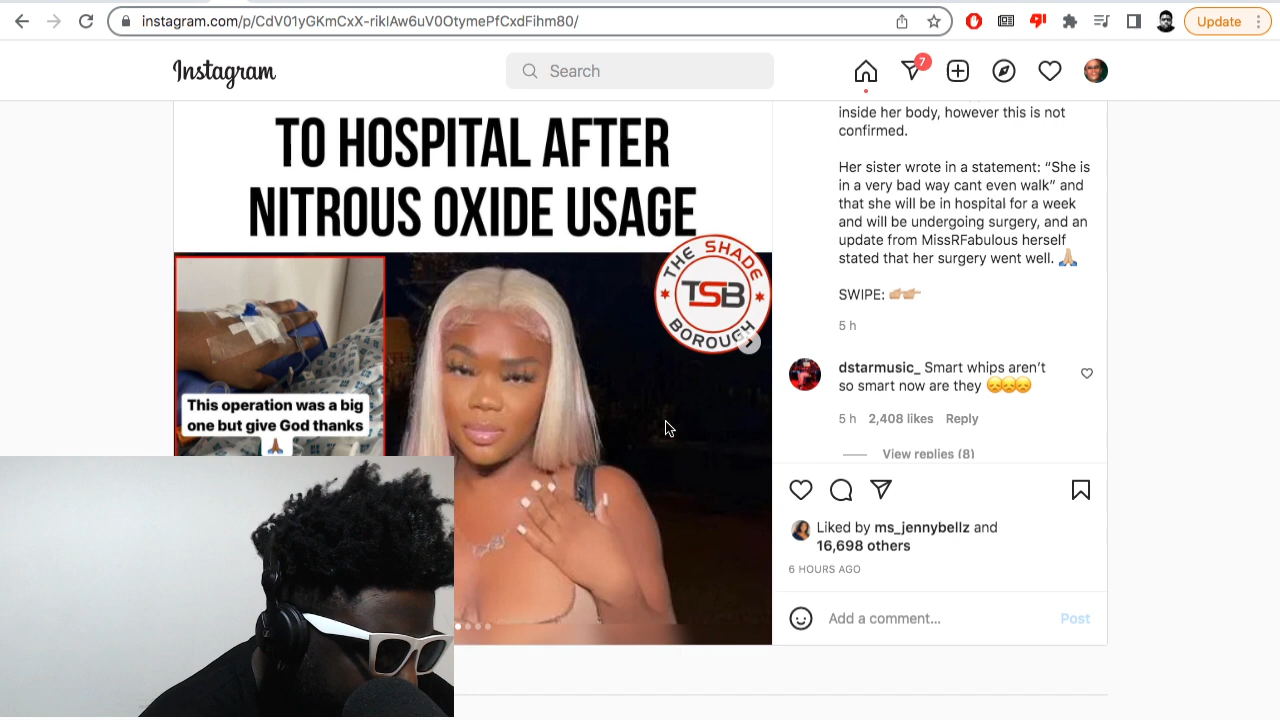 instagram.com/p/CdV01yGKmCxX-rikIAw6uV0OtymePfCxdFihm80/
Update
Instagram
Search
7
TO HOSPITAL AFTER
NITROUS OXIDE USAGE
THE SHADE
TSB
BOROUGH
This operation was a big
one but give God thanks
🙏🏽
inside her body, however this is not
confirmed.
Her sister wrote in a statement: “She is
in a very bad way cant even walk” and
that she will be in hospital for a week
and will be undergoing surgery, and an
update from MissRFabulous herself
stated that her surgery went well. 🙏🏼
SWIPE: 👉🏼👉🏼
5 h
dstarmusic_ Smart whips aren’t
so smart now are they 😞😞😞
5 h 2,408 likes Reply
View replies (8)
Liked by ms_jennybellz and
16,698 others
6 HOURS AGO
Add a comment...
Post